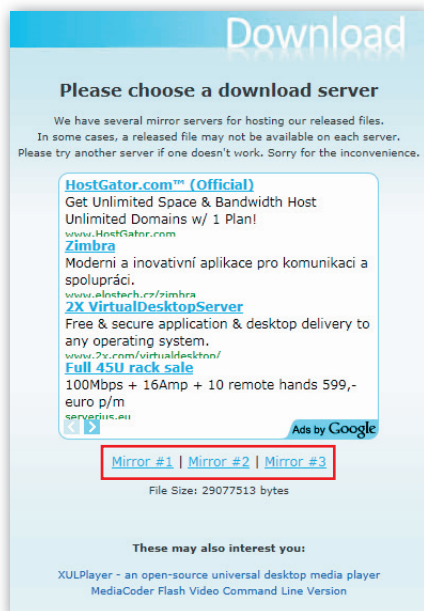 Download
Please choose a download server
We have several mirror servers for hosting our released files.
In some cases, a released file may not be available on each server.
Please try another server if one doesn't work. Sorry for the inconvenience.
HostGator.com™ (Official)
Get Unlimited Space & Bandwidth Host
Unlimited Domains w/ 1 Plan!
www.HostGator.com
Zimbra
Moderni a inovativní aplikace pro komunikaci a
spolupráci.
www.elostech.cz/zimbra
2X VirtualDesktopServer
Free & secure application & desktop delivery to
any operating system.
www.2x.com/virtualdesktop/
Full 45U rack sale
100Mbps + 16Amp + 10 remote hands 599,-
euro p/m
serverius.eu
Ads by Google
Mirror #1 | Mirror #2 | Mirror #3
File Size: 29077513 bytes
These may also interest you:
XULPlayer - an open-source universal desktop media player
MediaCoder Flash Video Command Line Version